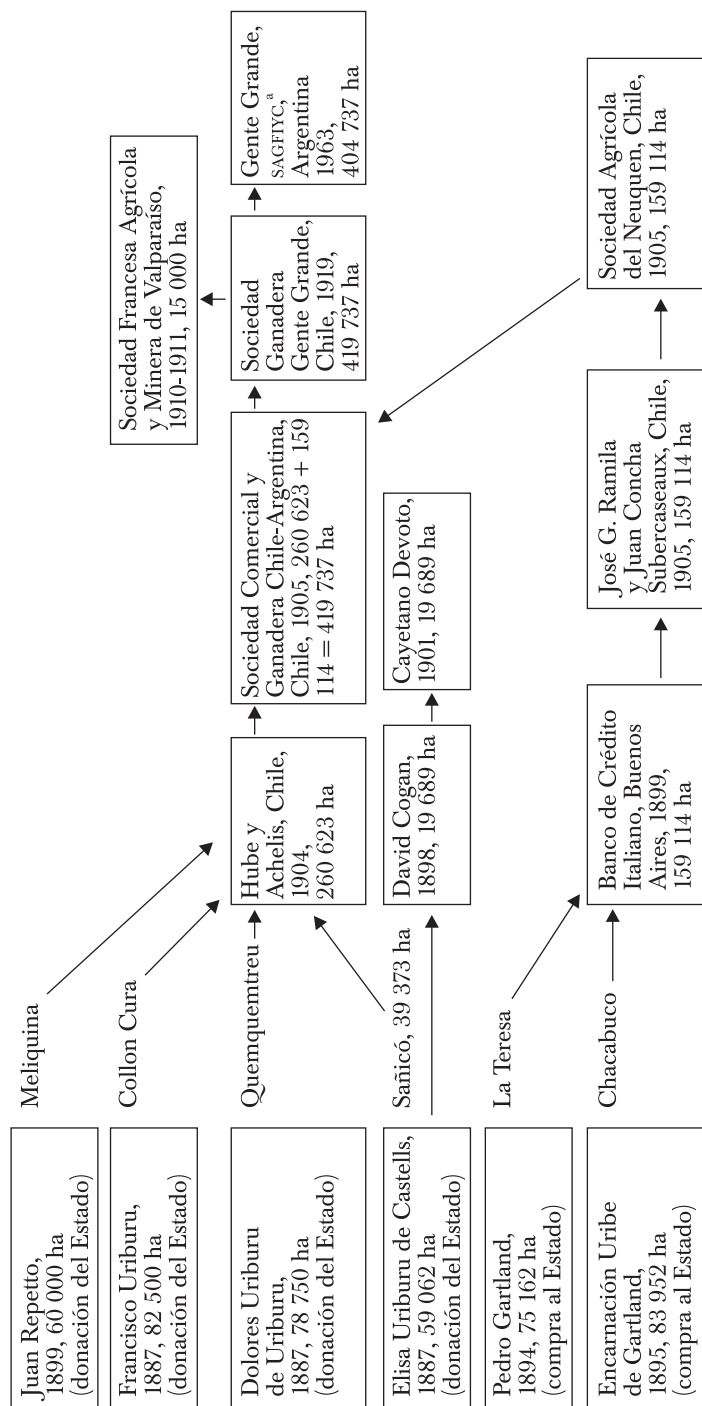 Juan Repetto,
1899, 60 000 ha
(donación del Estado)
Meliquina
Francisco Uriburu,
1887, 82 500 ha
(donación del Estado)
Collon Cura
Dolores Uriburu
de Uriburu,
1887, 78 750 ha
(donación del Estado)
Quemquemtreu
Elisa Uriburu de Castells,
1887, 59 062 ha
(donación del Estado)
Sañicó, 39 373 ha
Pedro Gartland,
1894, 75 162 ha
(compra al Estado)
La Teresa
Encarnación Uribe
de Gartland,
1895, 83 952 ha
(compra al Estado)
Chacabuco
Hube y
Achelis, Chile,
1904,
260 623 ha
David Cogan,
1898, 19 689 ha
Banco de Crédito
Italiano, Buenos
Aires, 1899,
159 114 ha
Sociedad Comercial y
Ganadera Chile-Argentina,
Chile, 1905, 260 623 + 159
114 = 419 737 ha
Cayetano Devoto,
1901, 19 689 ha
José G. Ramila
y Juan Concha
Subercaseaux, Chile,
1905, 159 114 ha
Sociedad Francesa Agrícola
y Minera de Valparaíso,
1910-1911, 15 000 ha
Sociedad
Ganadera
Gente Grande,
Chile, 1919,
419 737 ha
Gente Grande,
SAGFIYC,ª
Argentina
1963,
404 737 ha
Sociedad Agrícola
del Neuquen, Chile,
1905, 159 114 ha